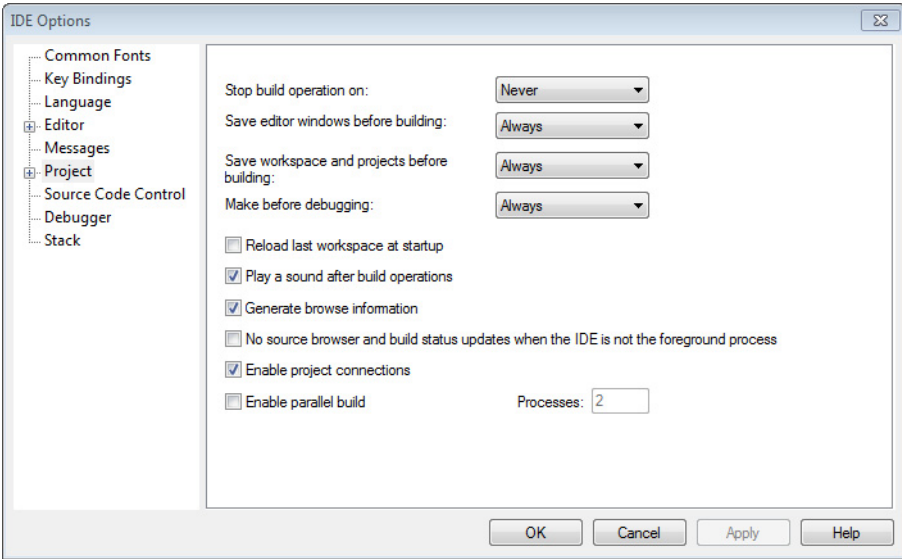 IDE Options
Common Fonts
Key Bindings
Language
Editor
Messages
Project
Source Code Control
Debugger
Stack
Stop build operation on: Never
Save editor windows before building: Always
Save workspace and projects before
building: Always
Make before debugging: Always
Reload last workspace at startup
Play a sound after build operations
Generate browse information
No source browser and build status updates when the IDE is not the foreground process
Enable project connections
Enable parallel build Processes: 2
OK Cancel Apply Help